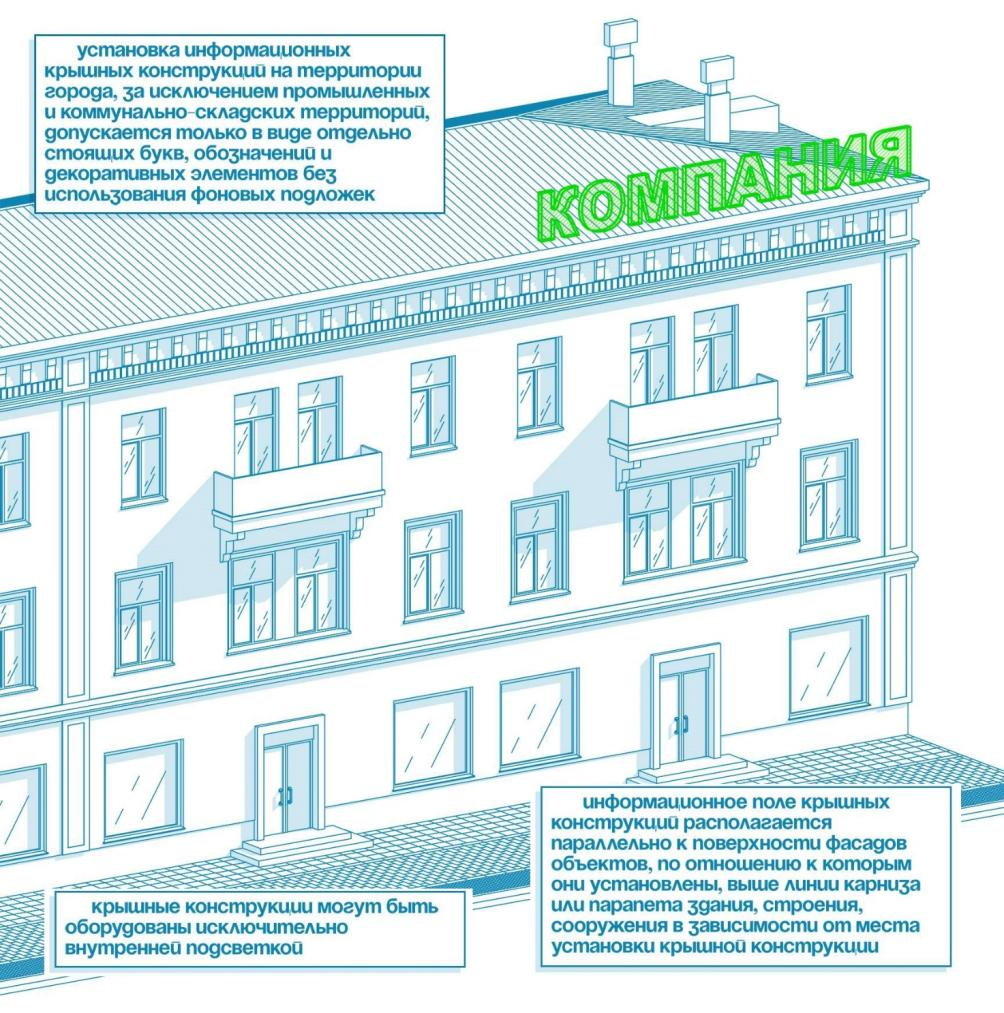 установка информационных
крышных конструкций на территории
города, за исключением промышленных
и коммунально-складских территорий,
допускается только в виде отдельно
стоящих букв, обозначений и
декоративных элементов без
использования фоновых подложек
КОМПАНИЯ
информационное поле крышных
конструкций располагается
параллельно к поверхности фасадов
объектов, по отношению к которым
они установлены, выше линии карниза
или парапета здания, строения,
сооружения в зависимости от места
установки крышной конструкции
крышные конструкции могут быть
оборудованы исключительно
внутренней подсветкой